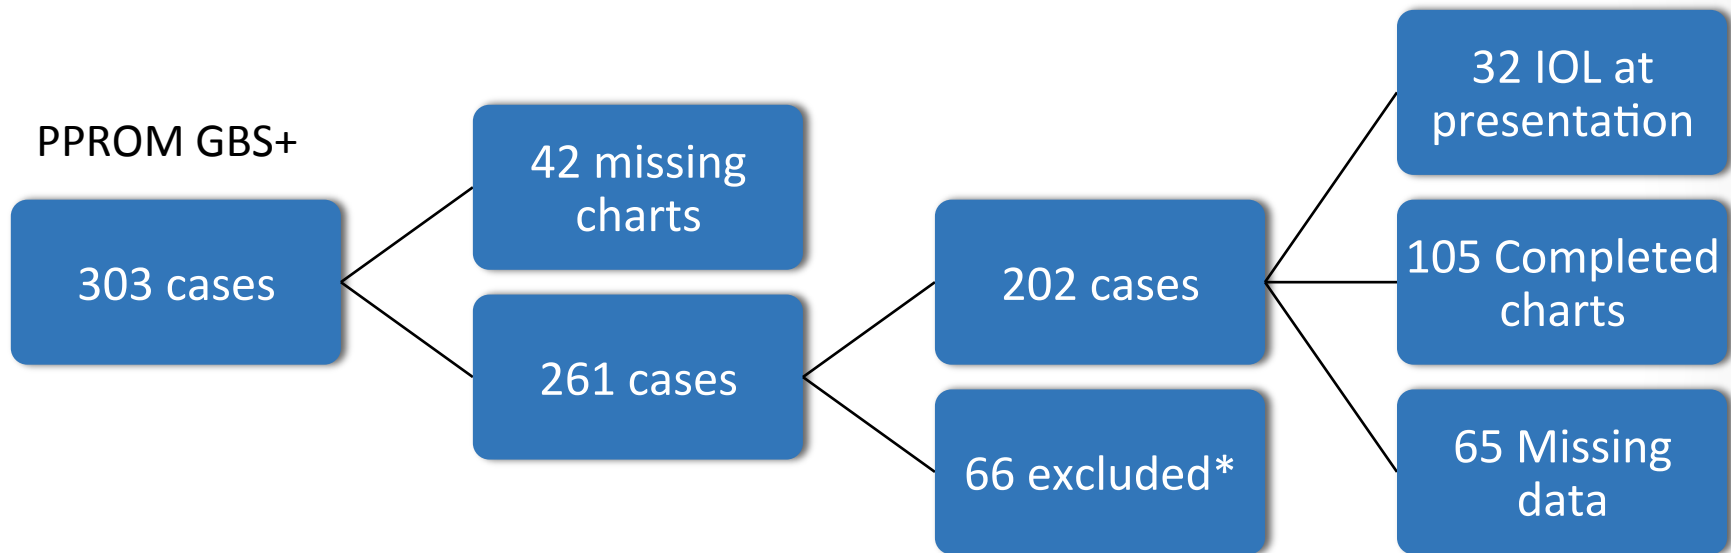 PPROM GBS+
303 cases
42 missing
charts
261 cases
202 cases
66 excluded*
32 IOL at
presentation
105 Completed
charts
65 Missing
data